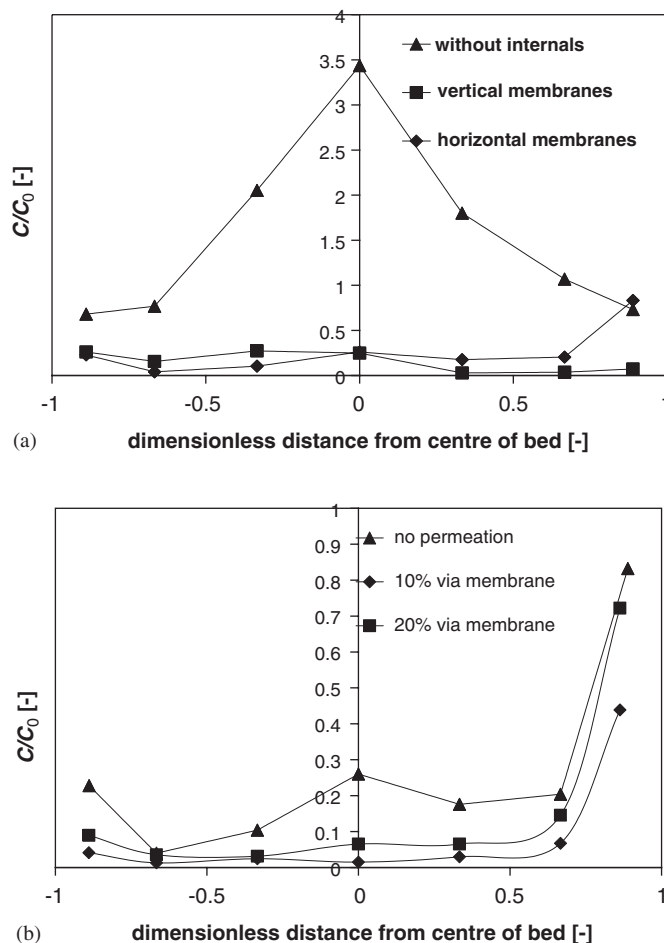 4
3.5
3
2.5
2
1.5
1
0.5
0
-1 -0.5 0 0.5 1
C/C0 [-]
without internals
vertical membranes
horizontal membranes
(a) dimensionless distance from centre of bed [-]
1
0.9
0.8
0.7
0.6
0.5
0.4
0.3
0.2
0.1
0
-1 -0.5 0 0.5 1
C/C0 [-]
no permeation
10% via membrane
20% via membrane
(b) dimensionless distance from centre of bed [-]